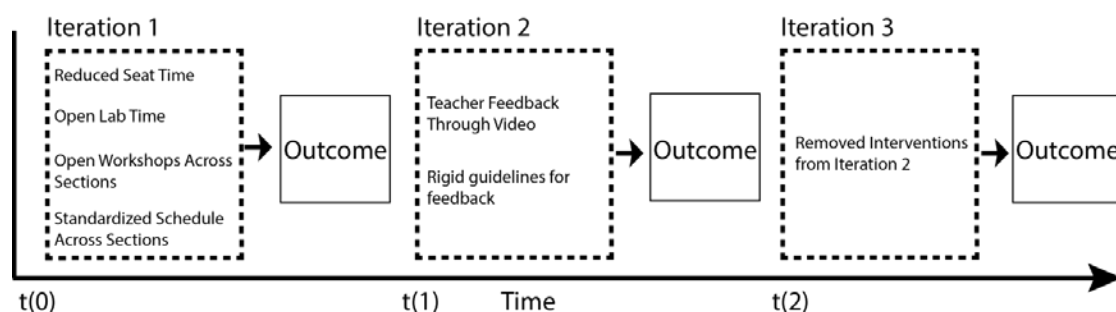 Iteration 1
Reduced Seat Time
Open Lab Time
Open Workshops Across
Sections
Standardized Schedule
Across Sections
Outcome
Iteration 2
Teacher Feedback
Through Video
Rigid guidelines for
feedback
Outcome
Iteration 3
Removed Interventions
from Iteration 2
Outcome
t(0)
t(1)
Time
t(2)